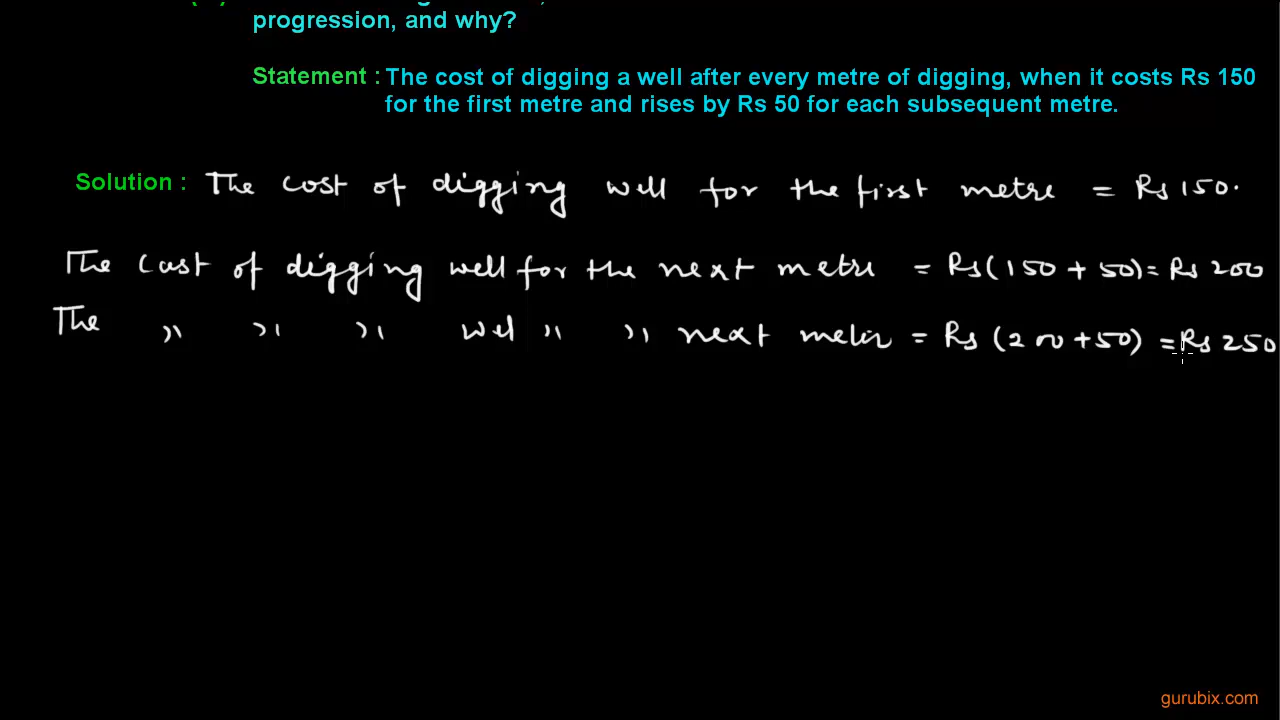 progression, and why?
Statement : The cost of digging a well after every metre of digging, when it costs Rs 150
for the first metre and rises by Rs 50 for each subsequent metre.
Solution : The cost of digging well for the first metre = Rs 150.
The cost of digging well for the next metre = Rs (150 + 50) = Rs 200
The " " " well " " next metre = Rs (200 + 50) = Rs 250
gurubix.com